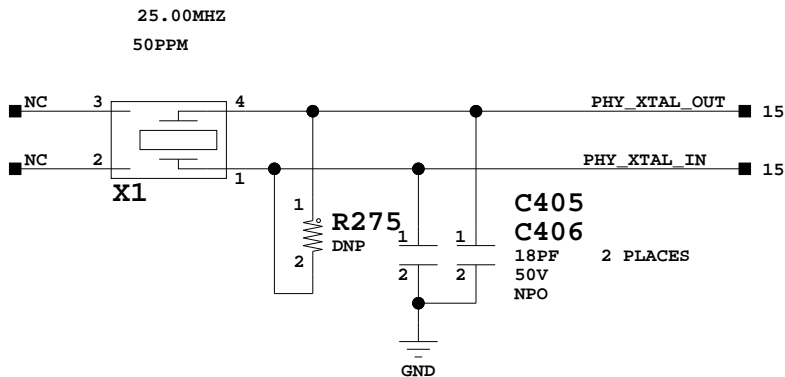 25.00MHZ
50PPM
NC 3 4 PHY_XTAL_OUT 15
NC 2 1 PHY_XTAL_IN 15
X1
1 R275 1 1 C405
DNP C406
2 2 2 18PF 2 PLACES
50V
NPO
GND